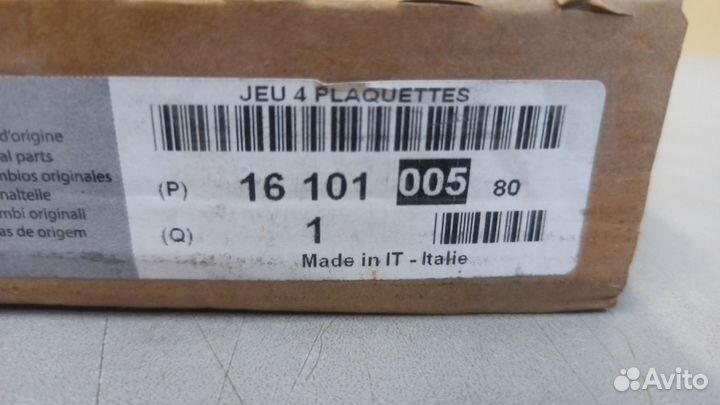 JEU 4 PLAQUETTES
d'origine
al parts
mbios originales
nalteile
mbi originali
as de origem
(P) 16 101 005 80
(Q) 1
Made in IT - Italie
Avito